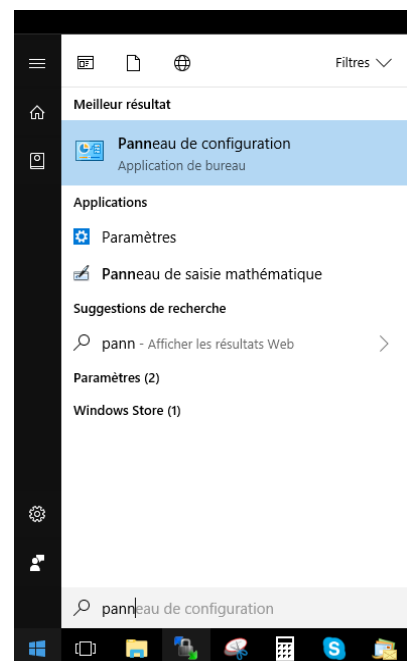 Filtres
Meilleur résultat
Panneau de configuration
Application de bureau
Applications
Paramètres
Panneau de saisie mathématique
Suggestions de recherche
pann - Afficher les résultats Web
Paramètres (2)
Windows Store (1)
panneau de configuration